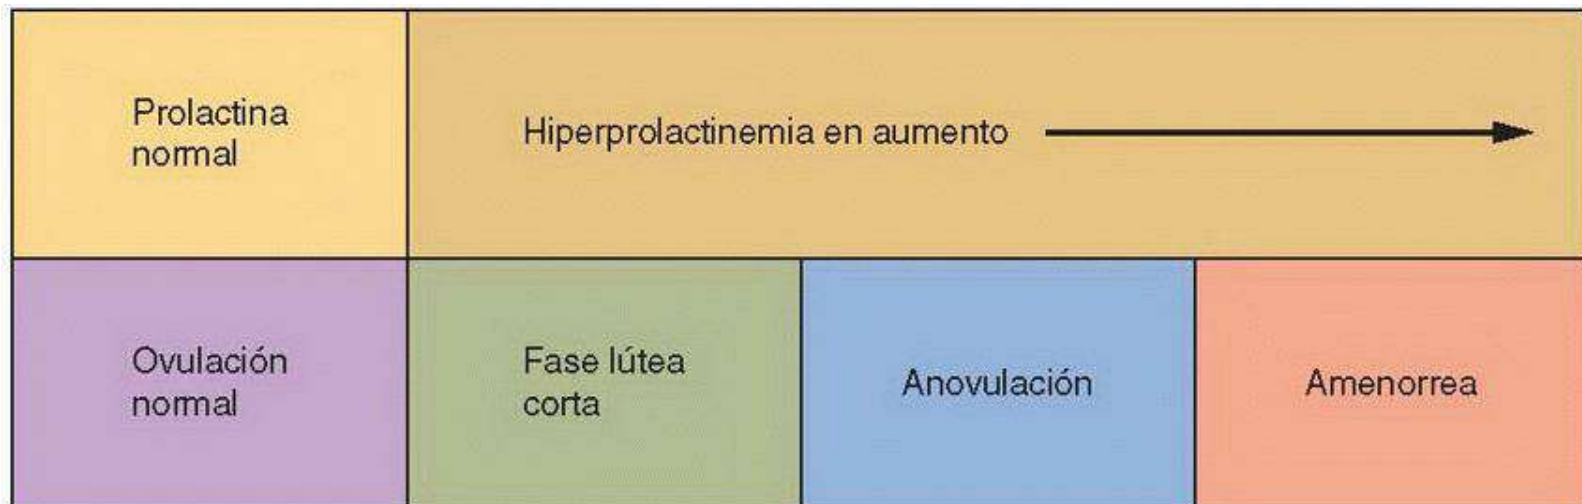 Prolactina
normal
Hiperprolactinemia en aumento
Ovulación
normal
Fase lútea
corta
Anovulación
Amenorrea